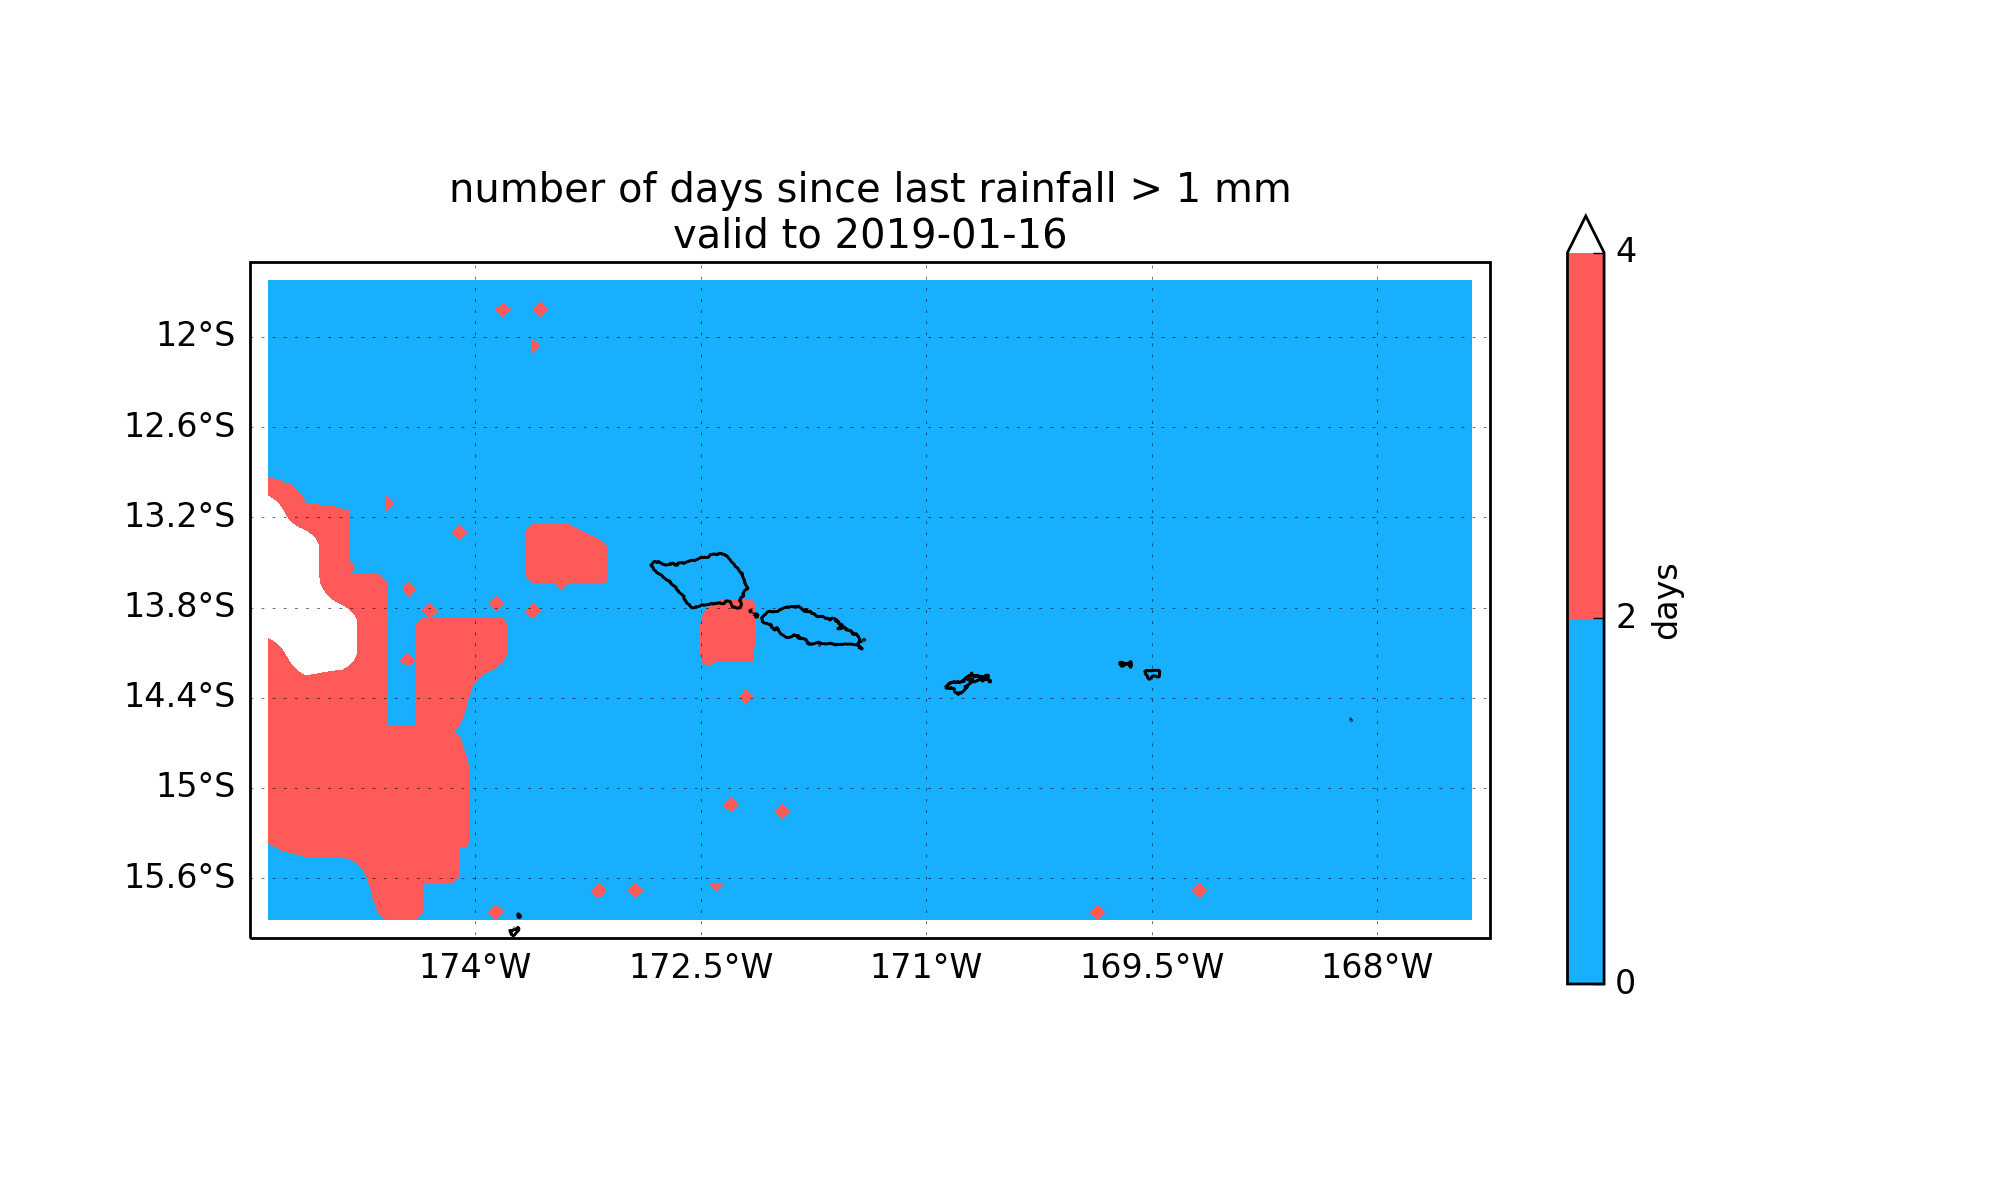 number of days since last rainfall > 1 mm
valid to 2019-01-16
12°S
12.6°S
13.2°S
13.8°S
14.4°S
15°S
15.6°S
174°W
172.5°W
171°W
169.5°W
168°W
4
2
0
days